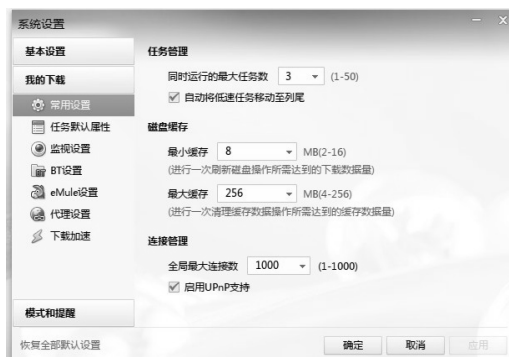 系统设置
基本设置
我的下载
常用设置
任务默认属性
监视设置
BT设置
eMule设置
代理设置
下载加速
模式和提醒
任务管理
同时运行的最大任务数 3 (1-50)
自动将低速任务移动至列尾
磁盘缓存
最小缓存 8 MB(2-16)
(进行一次刷新磁盘操作所需达到的下载数据量)
最大缓存 256 MB(4-256)
(进行一次清理缓存数据操作所需达到的缓存数据量)
连接管理
全局最大连接数 1000 (1-1000)
启用UPnP支持
恢复全部默认设置
确定 取消 应用